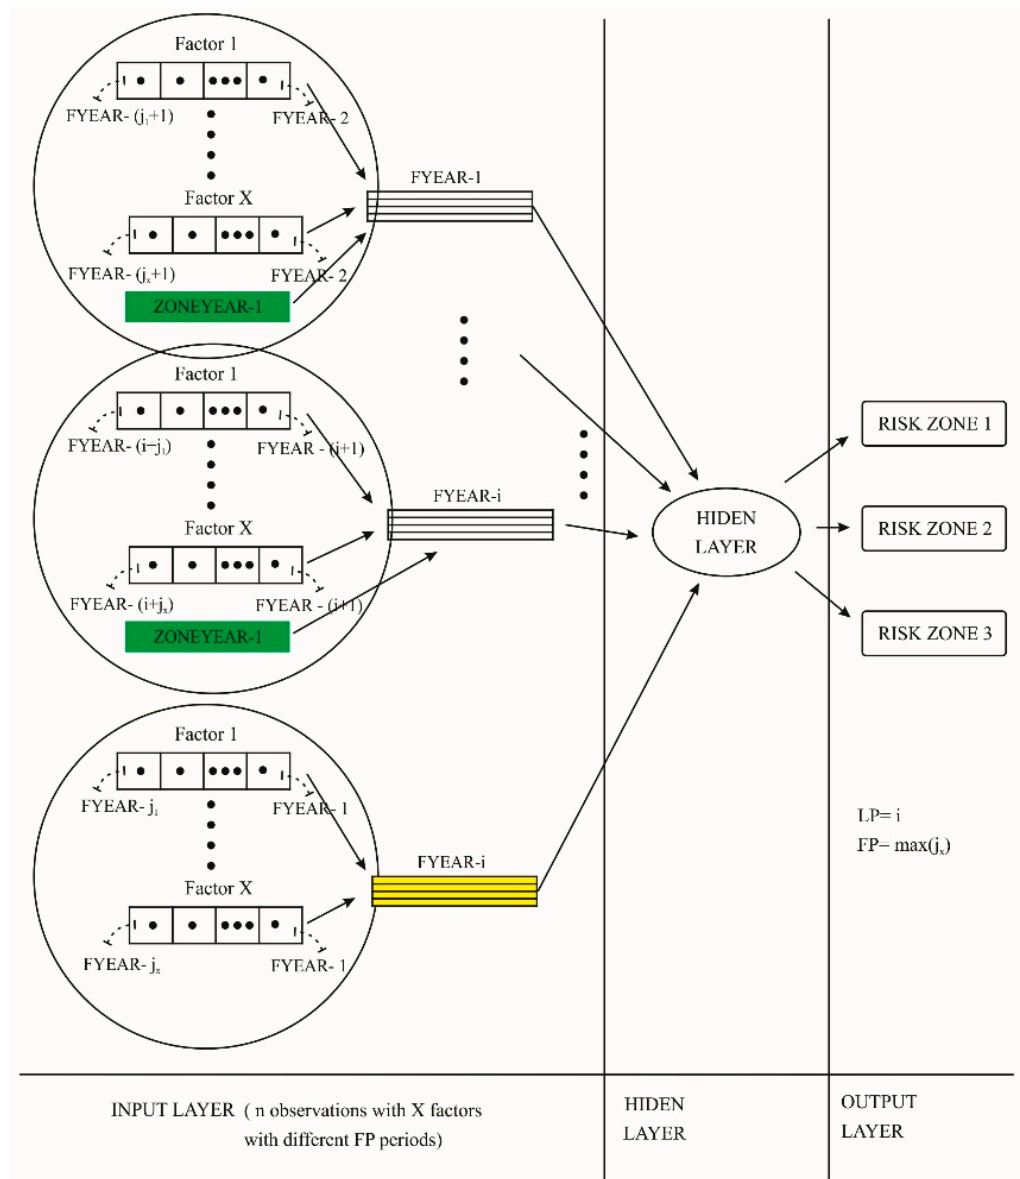 Factor 1
FYEAR- (j₁+1)
FYEAR- 2
Factor X
FYEAR- (jₓ+1)
FYEAR- 2
ZONEYEAR-1
FYEAR-1
Factor 1
FYEAR- (i-j₁)
FYEAR - (i+1)
Factor X
FYEAR- (i+jₓ)
FYEAR - (i+1)
ZONEYEAR-1
FYEAR-i
Factor 1
FYEAR- j₁
FYEAR- 1
Factor X
FYEAR- jₓ
FYEAR- 1
FYEAR-i
HIDEN
LAYER
RISK ZONE 1
RISK ZONE 2
RISK ZONE 3
LP= i
FP= max(jₓ)
INPUT LAYER ( n observations with X factors
with different FP periods)
HIDEN
LAYER
OUTPUT
LAYER